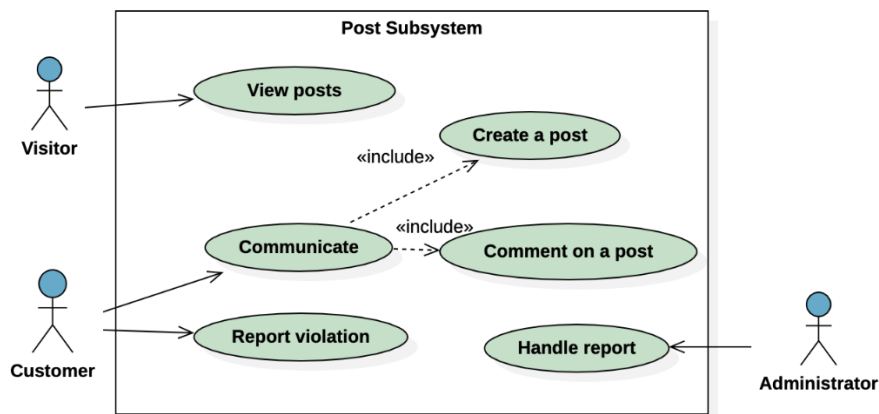 Post Subsystem
View posts
Visitor
Create a post
«include»
«include»
Communicate
Comment on a post
Report violation
Handle report
Customer
Administrator